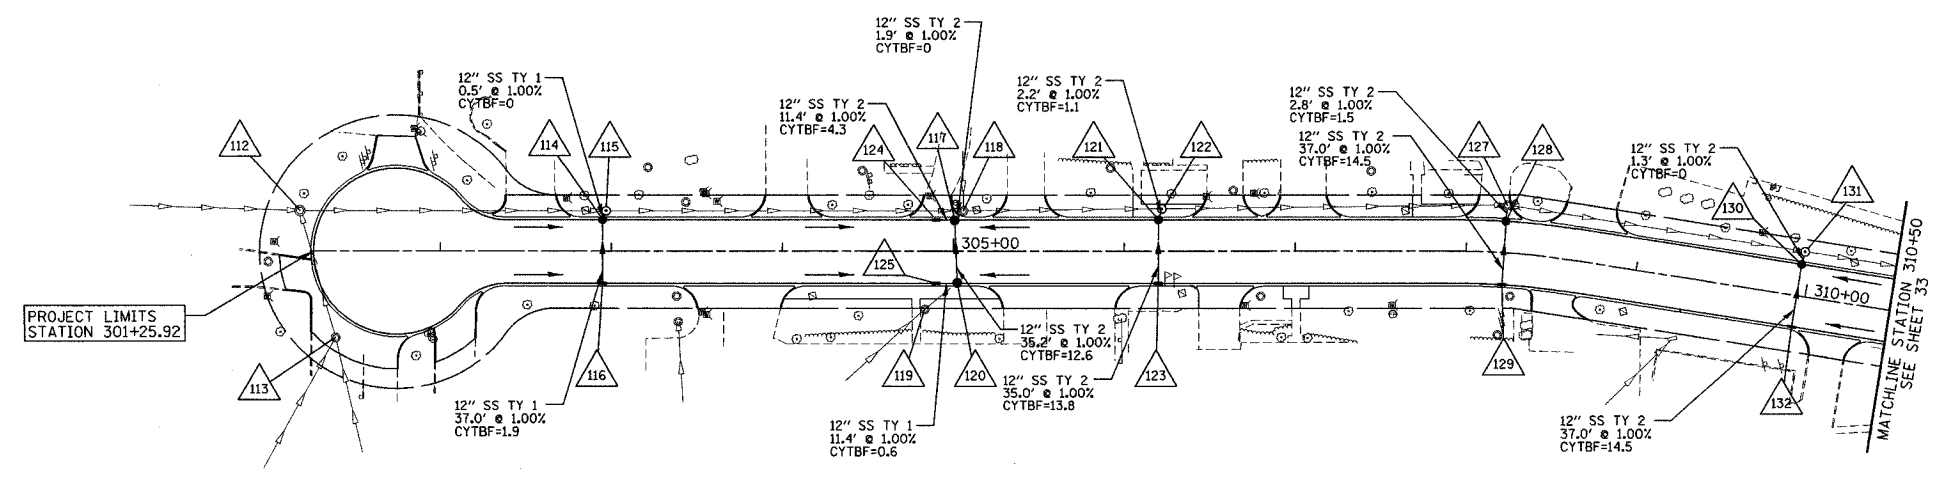 12" SS TY 2
1.9' @ 1.00%
CYTBF=0
12" SS TY 1
0.5' @ 1.00%
CYTBF=0
12" SS TY 2
11.4' @ 1.00%
CYTBF=4.3
12" SS TY 2
2.2' @ 1.00%
CYTBF=1.1
12" SS TY 2
2.8' @ 1.00%
CYTBF=1.5
12" SS TY 2
37.0' @ 1.00%
CYTBF=14.5
12" SS TY 2
1.3' @ 1.00%
CYTBF=0
112
114
115
124
117
118
121
122
127
128
130
131
305+00
125
310+00
PROJECT LIMITS
STATION 301+25.92
MATCHLINE STATION 310+50
SEE SHEET 33
113
116
119
120
123
129
132
12" SS TY 2
35.2' @ 1.00%
CYTBF=12.6
12" SS TY 2
35.0' @ 1.00%
CYTBF=13.8
12" SS TY 1
37.0' @ 1.00%
CYTBF=1.9
12" SS TY 1
11.4' @ 1.00%
CYTBF=0.6
12" SS TY 2
37.0' @ 1.00%
CYTBF=14.5